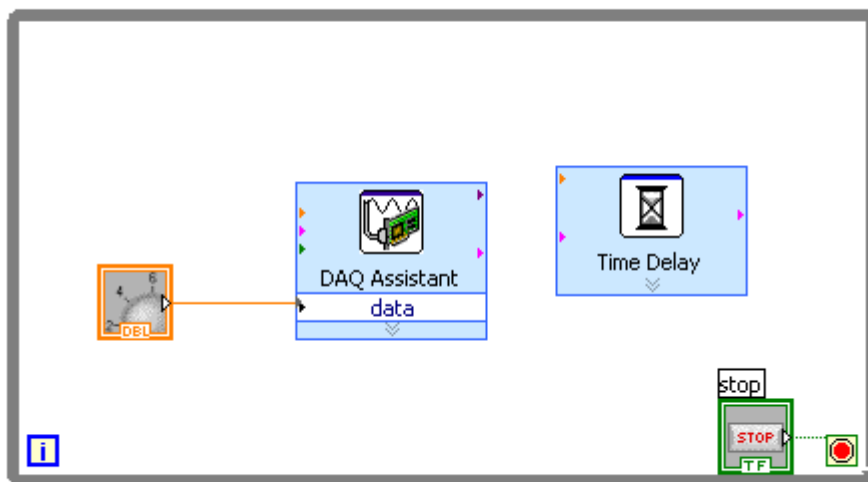 DAQ Assistant
data
Time Delay
6
4
2
DBL
stop
STOP
TF
i